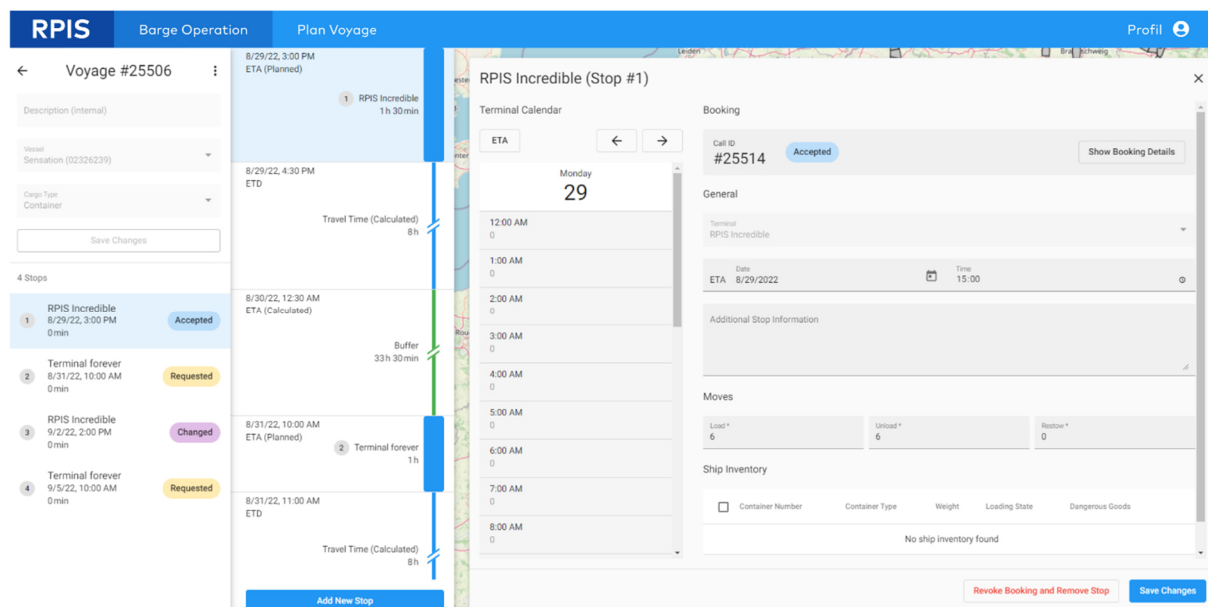 RPIS
Barge Operation
Plan Voyage
Profil
Voyage #25506
Description (internal)
Vessel
Sensation (02326239)
Cargo Type
Container
Save Changes
4 Stops
1
RPIS Incredible
8/29/22, 3:00 PM
0 min
Accepted
2
Terminal forever
8/31/22, 10:00 AM
0 min
Requested
3
RPIS Incredible
9/2/22, 2:00 PM
0 min
Changed
4
Terminal forever
9/5/22, 10:00 AM
0 min
Requested
8/29/22, 3:00 PM
ETA (Planned)
1 RPIS Incredible
1 h 30 min
8/29/22, 4:30 PM
ETD
Travel Time (Calculated)
8 h
8/30/22, 12:30 AM
ETA (Calculated)
Buffer
33 h 30 min
8/31/22, 10:00 AM
ETA (Planned)
2 Terminal forever
1 h
8/31/22, 11:00 AM
ETD
Travel Time (Calculated)
8 h
Add New Stop
Leiden
RPIS Incredible (Stop #1)
Terminal Calendar
ETA
Monday
29
12:00 AM
0
1:00 AM
0
2:00 AM
0
3:00 AM
0
4:00 AM
0
5:00 AM
0
6:00 AM
0
7:00 AM
0
8:00 AM
0
Booking
Call ID
#25514
Accepted
Show Booking Details
General
Terminal
RPIS Incredible
ETA
Date
8/29/2022
Time
15:00
Additional Stop Information
Moves
Load *
6
Unload *
6
Restow *
0
Ship Inventory
Container Number
Container Type
Weight
Loading State
Dangerous Goods
No ship inventory found
Revoke Booking and Remove Stop
Save Changes